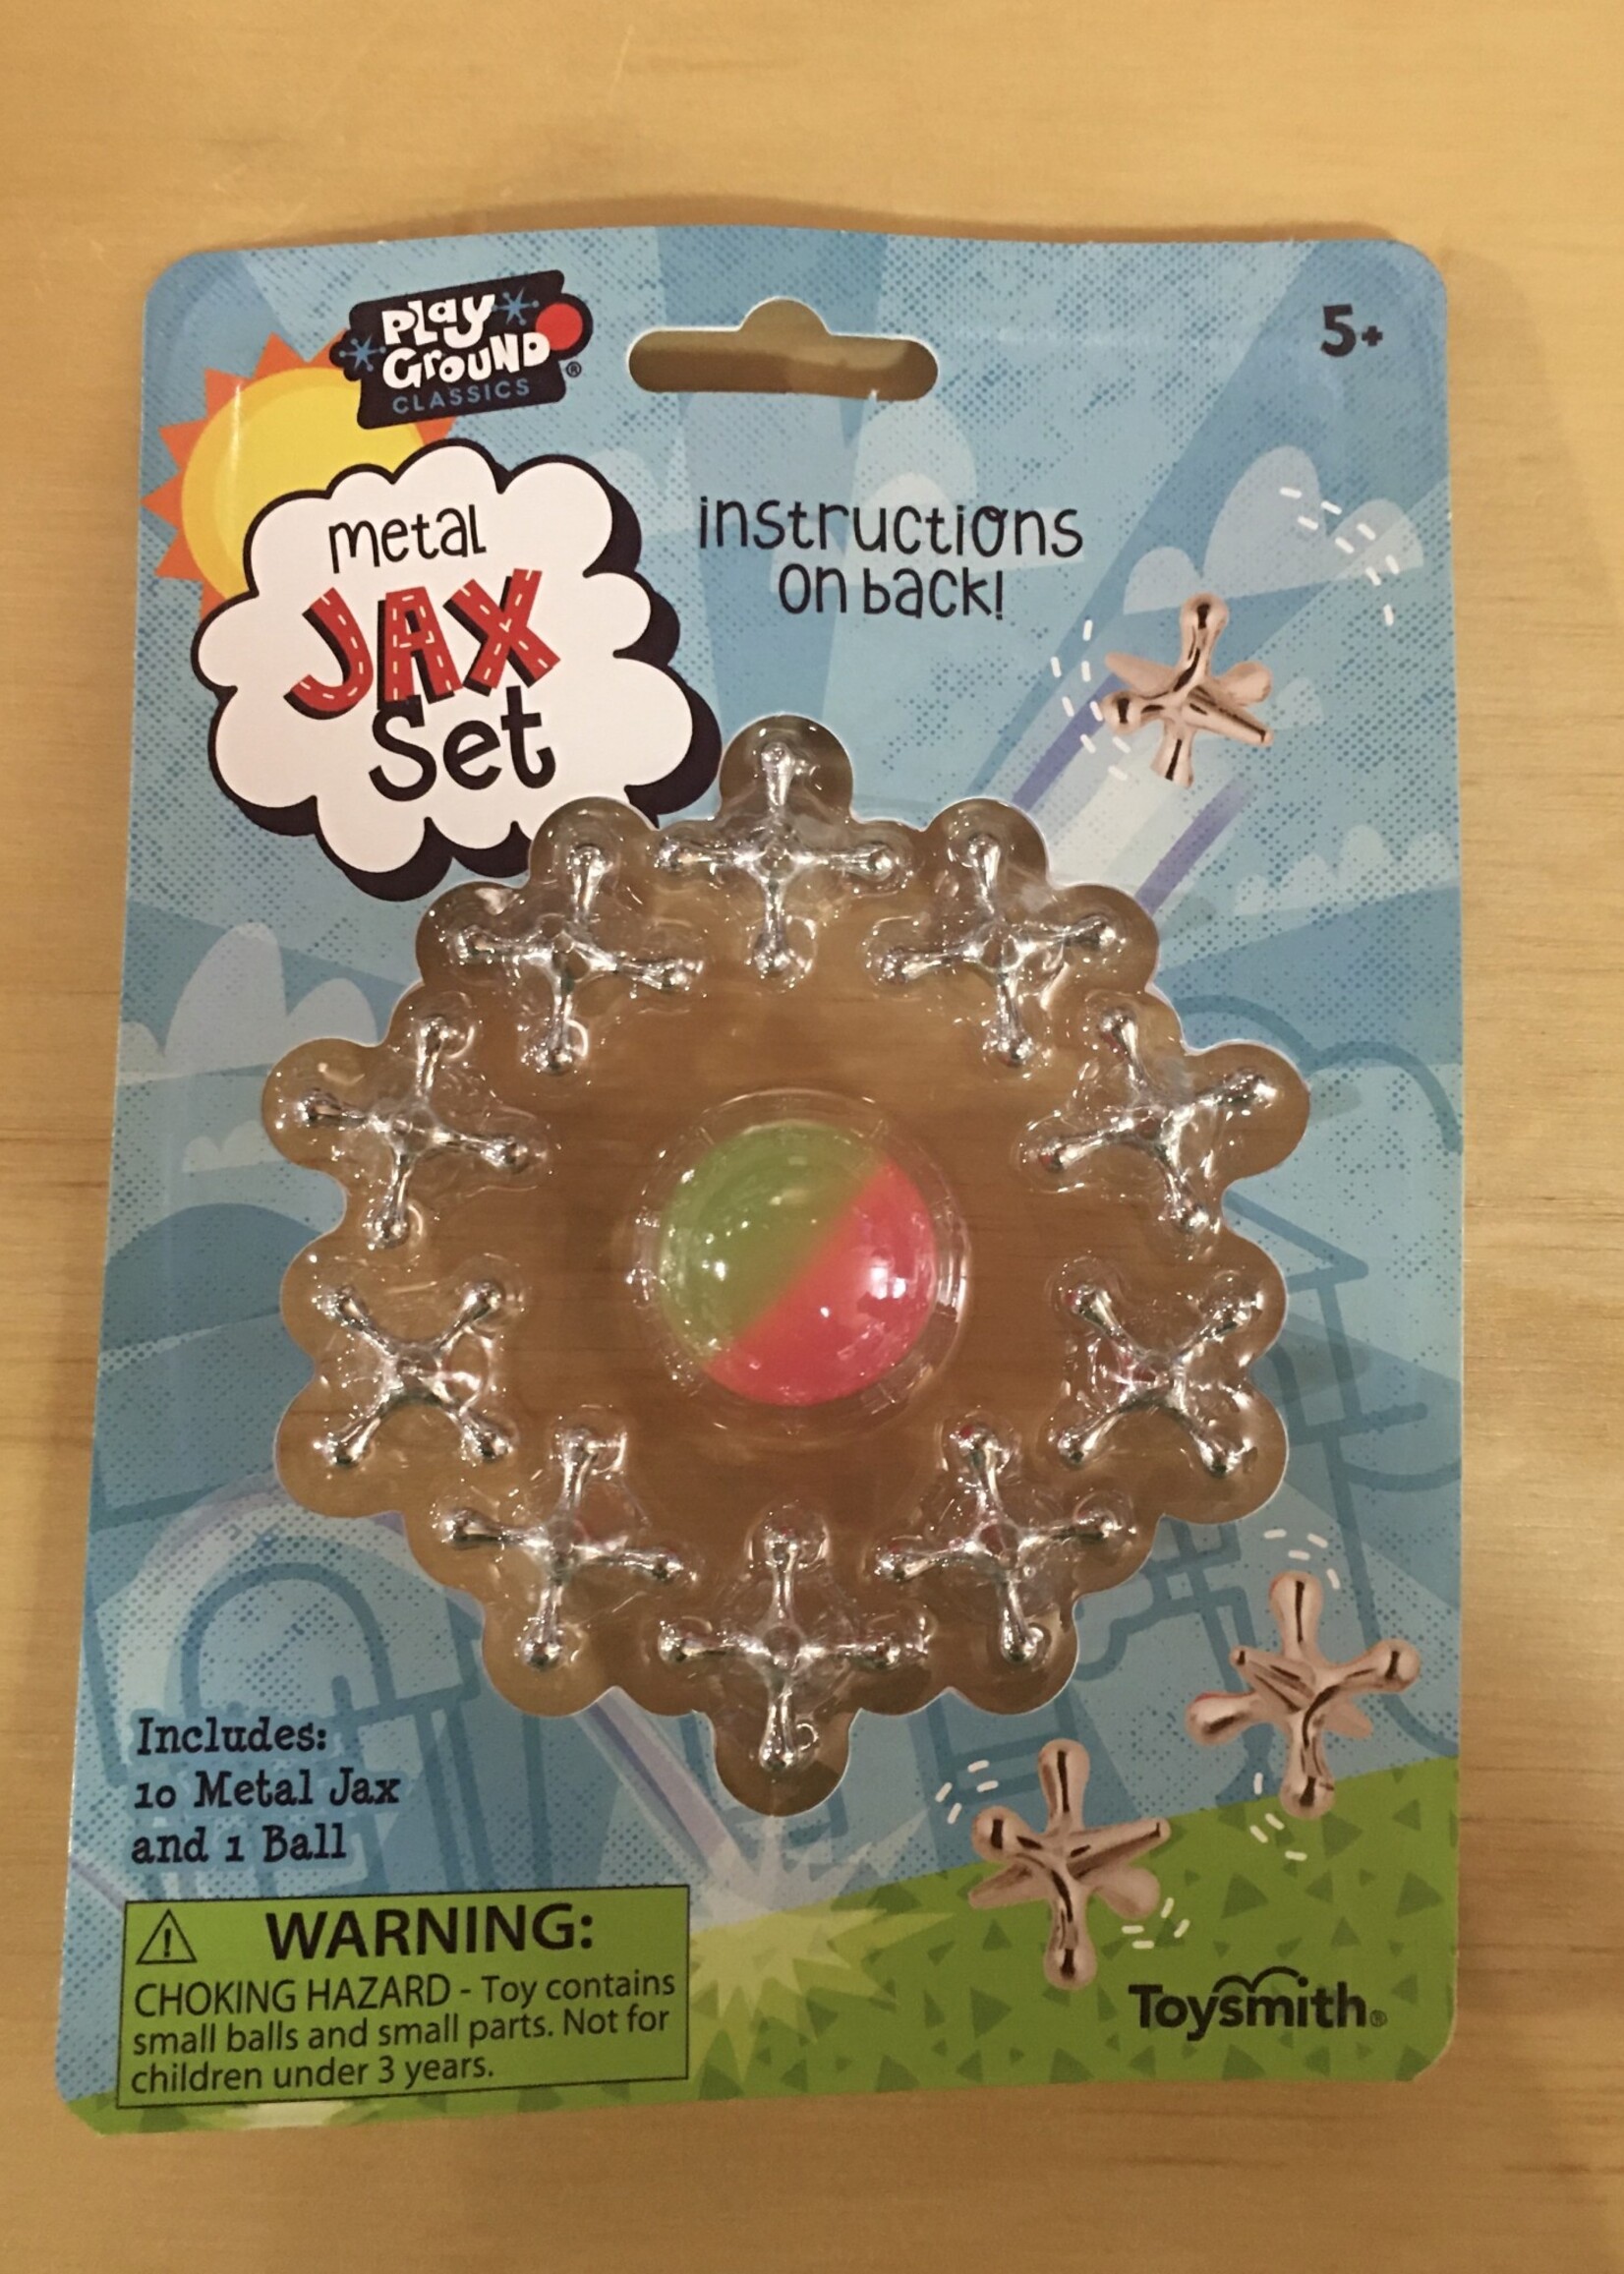 Play
Ground®
CLASSICS
5+
metal
JAX
set
instructions
on back!
Includes:
10 Metal Jax
and 1 Ball
WARNING:
CHOKING HAZARD - Toy contains
small balls and small parts. Not for
children under 3 years.
Toysmith®